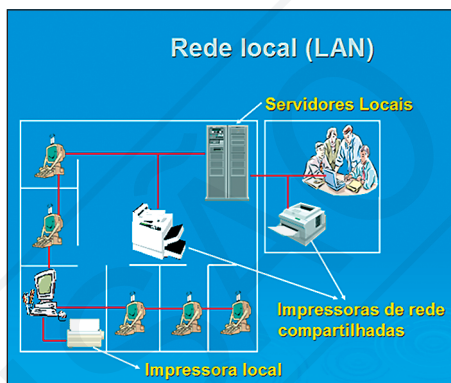 Rede local (LAN)
Servidores Locais
Impressoras de rede
compartilhadas
Impressora local